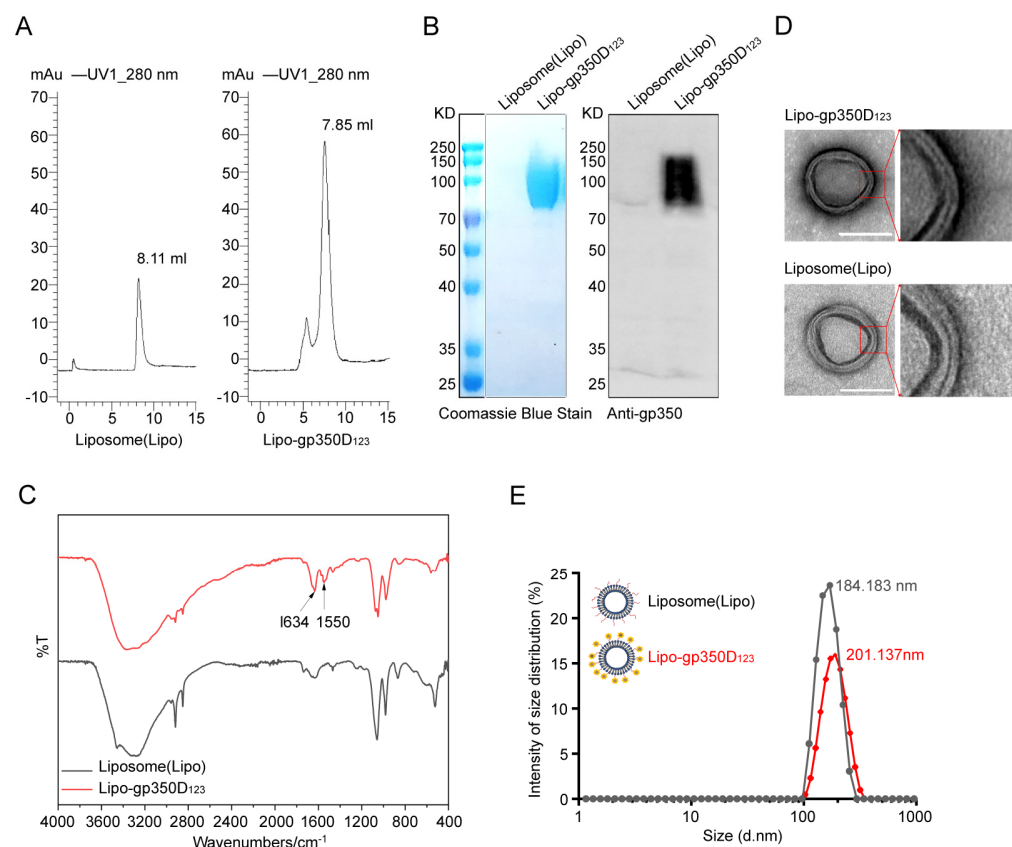 A
mAu —UV1_280 nm
70
60
50
40
30
20
10
0
-10
8.11 ml
0 5 10 15
Liposome(Lipo)
mAu —UV1_280 nm
70
60
50
40
30
20
10
0
-10
7.85 ml
0 5 10 15
Lipo-gp350D₁₂₃
B
Liposome(Lipo)
Lipo-gp350D₁₂₃
KD
250
150
100
70
50
40
35
25
Coomassie Blue Stain
Liposome(Lipo)
Lipo-gp350D₁₂₃
KD
250
150
100
70
50
40
35
25
Anti-gp350
D
Lipo-gp350D₁₂₃
Liposome(Lipo)
C
%T
I634 1550
Liposome(Lipo)
Lipo-gp350D₁₂₃
4000 3600 2800 2400 2000 1600 1200 800 400
Wavenumbers/cm⁻¹
E
Intensity of size distribution (%)
25
20
15
10
5
0
Liposome(Lipo)
Lipo-gp350D₁₂₃
184.183 nm
201.137nm
1 10 100 1000
Size (d.nm)